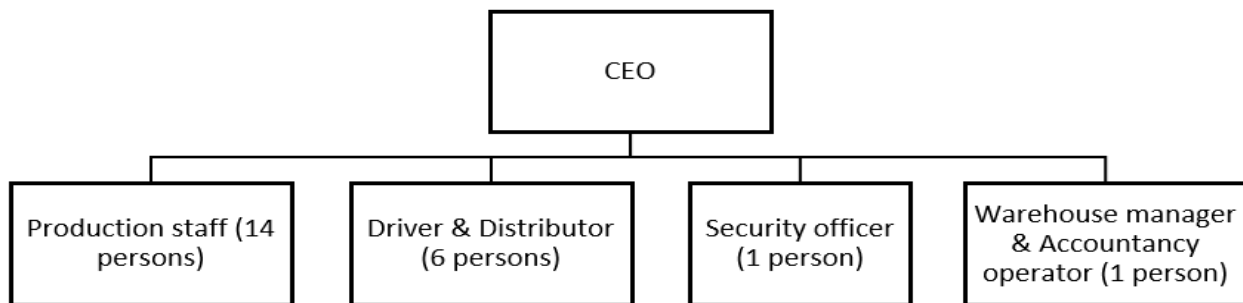 CEO
Production staff (14
persons)
Driver & Distributor
(6 persons)
Security officer
(1 person)
Warehouse manager
& Accountancy
operator (1 person)